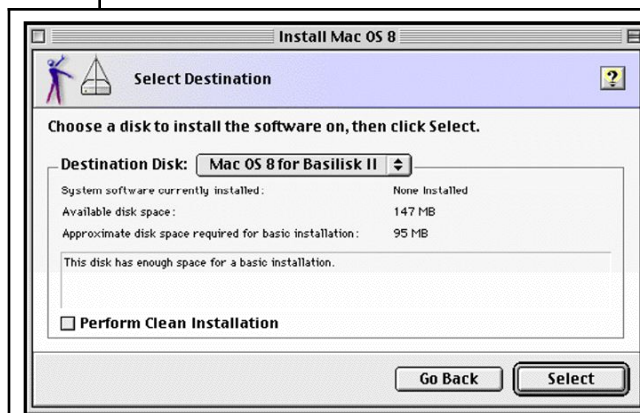 Install Mac OS 8
Select Destination
?
Choose a disk to install the software on, then click Select.
Destination Disk: Mac OS 8 for Basilisk II
System software currently installed: None Installed
Available disk space: 147 MB
Approximate disk space required for basic installation: 95 MB
This disk has enough space for a basic installation.
Perform Clean Installation
Go Back Select